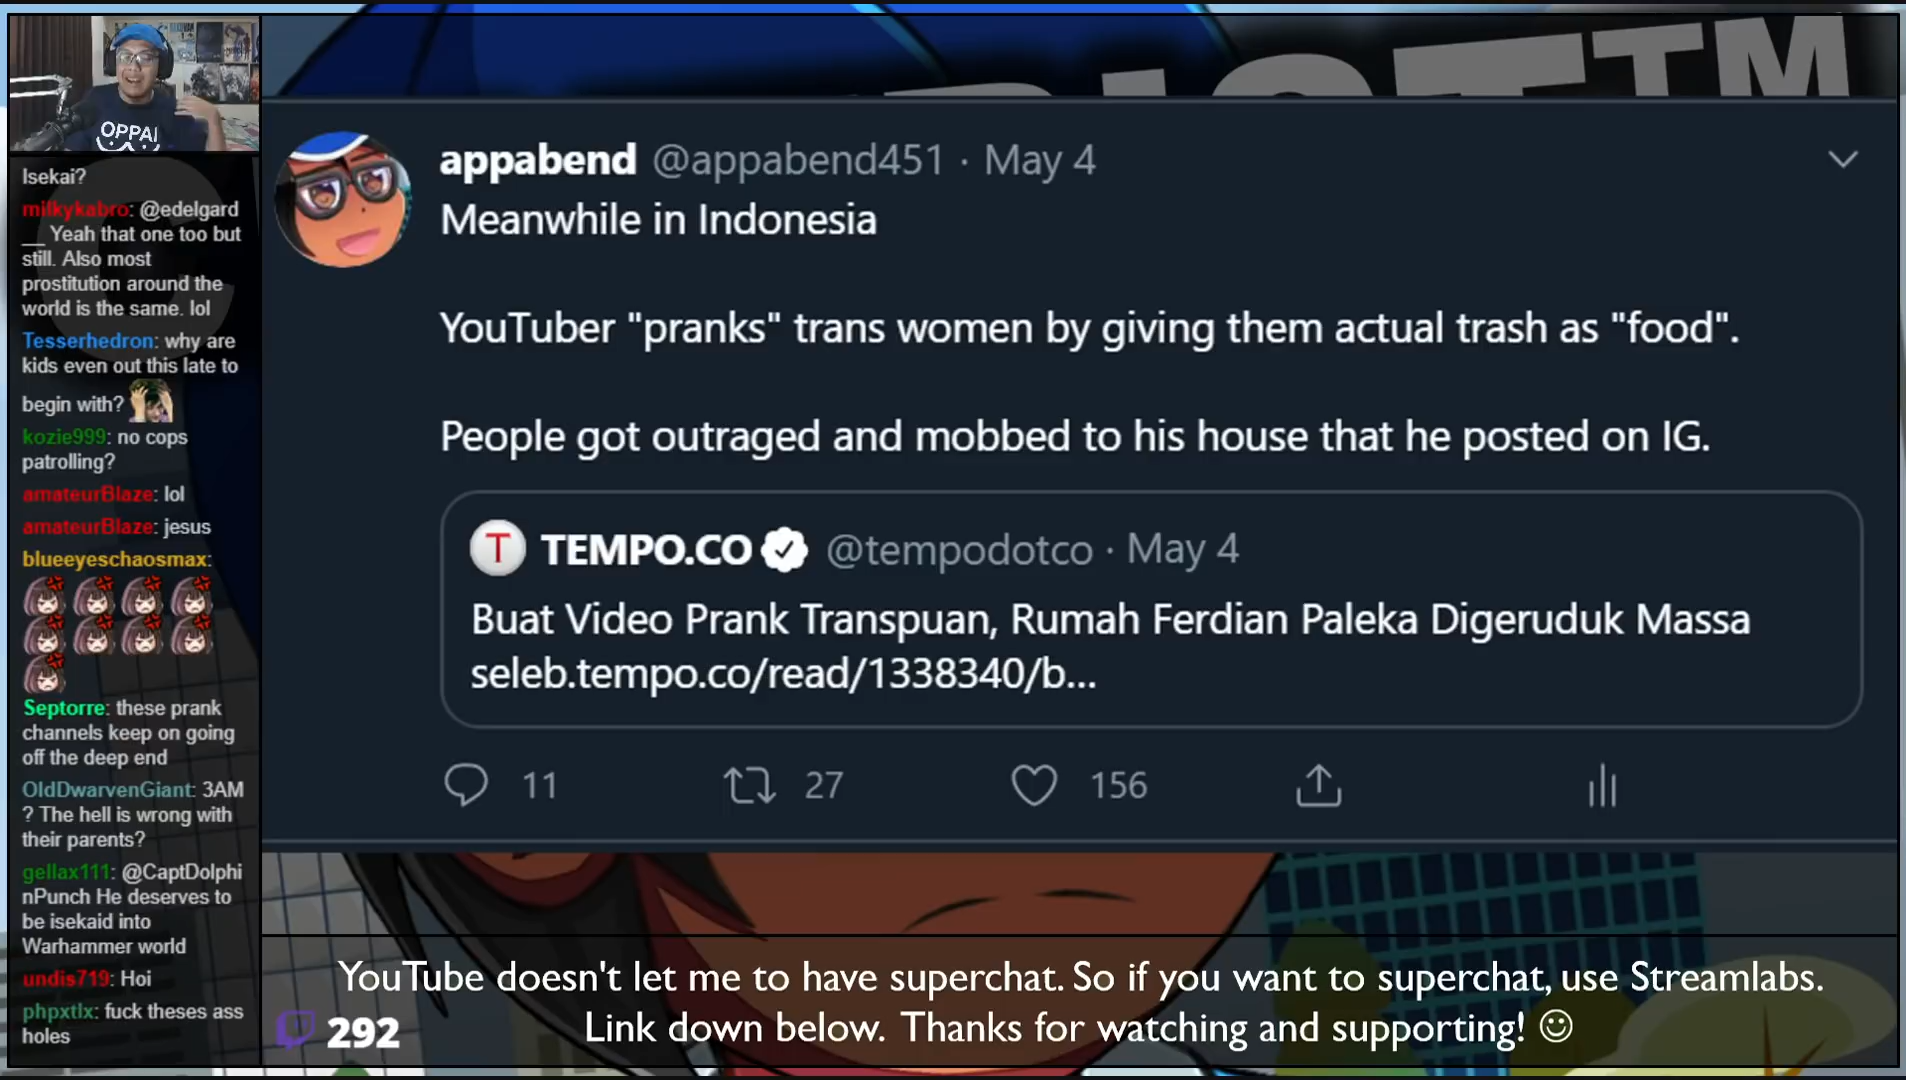 OPPAI
TM
Isekai?
milkykabro: @edelgard
__ Yeah that one too but
still. Also most
prostitution around the
world is the same. lol
Tesserhedron: why are
kids even out this late to
begin with?
kozie999: no cops
patrolling?
amateurBlaze: lol
amateurBlaze: jesus
blueeyeschaosmax:
Septorre: these prank
channels keep on going
off the deep end
OldDwarvenGiant: 3AM
? The hell is wrong with
their parents?
gellax111: @CaptDolphi
nPunch He deserves to
be isekaid into
Warhammer world
undis719: Hoi
phpxtlx: fuck theses ass
holes
appabend @appabend451 · May 4
Meanwhile in Indonesia
YouTuber "pranks" trans women by giving them actual trash as "food".
People got outraged and mobbed to his house that he posted on IG.
T TEMPO.CO @tempodotco · May 4
Buat Video Prank Transpuan, Rumah Ferdian Paleka Digeruduk Massa
seleb.tempo.co/read/1338340/b...
11 27 156
YouTube doesn't let me to have superchat. So if you want to superchat, use Streamlabs.
292 Link down below. Thanks for watching and supporting! ☺